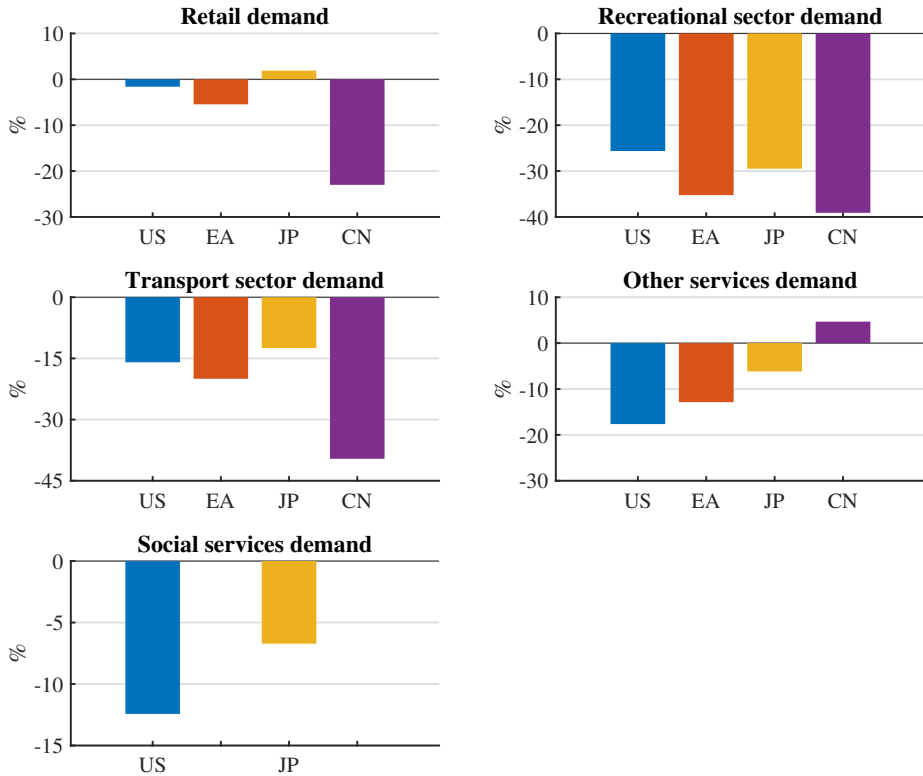 Retail demand
10
0
-10
-20
-30
%
US EA JP CN
Recreational sector demand
0
-10
-20
-30
-40
%
US EA JP CN
Transport sector demand
0
-15
-30
-45
%
US EA JP CN
Other services demand
10
0
-10
-20
-30
%
US EA JP CN
Social services demand
0
-5
-10
-15
%
US JP